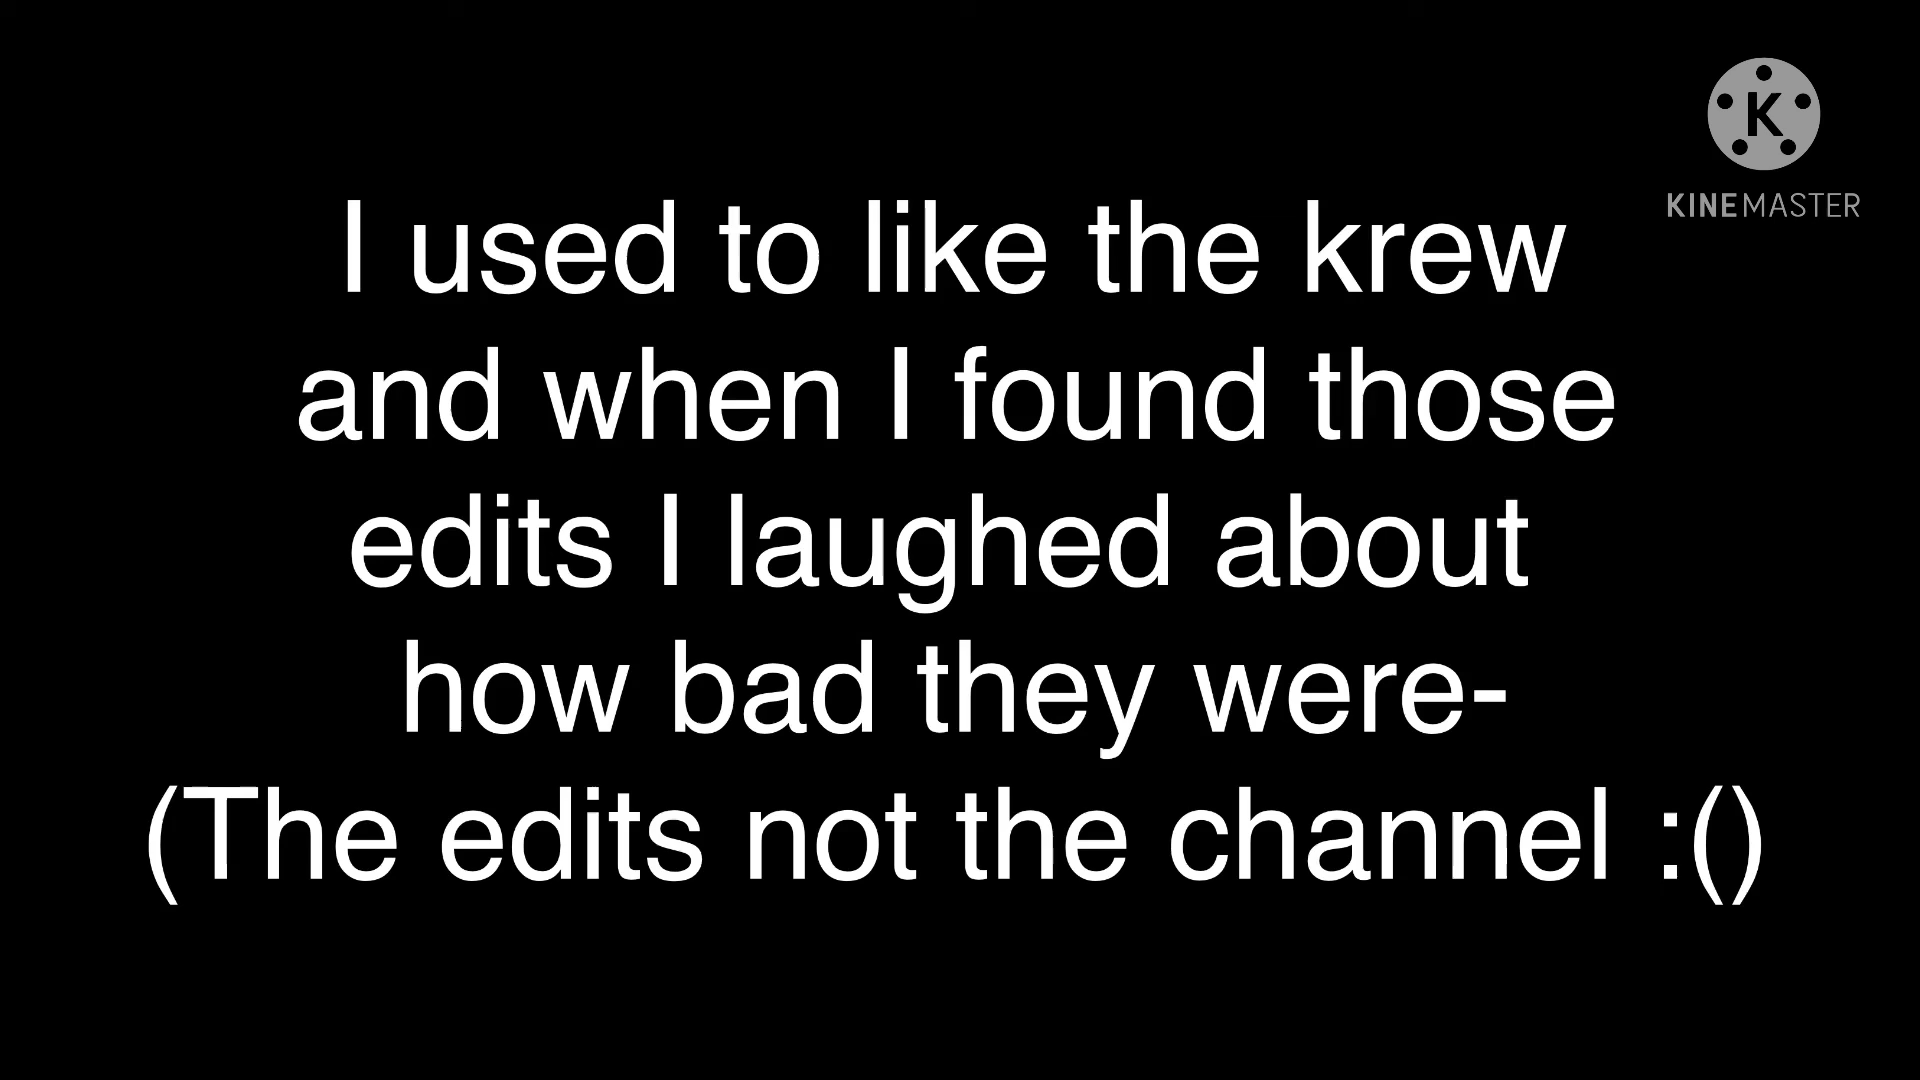 K
KINEMASTER
I used to like the krew
and when I found those
edits I laughed about
how bad they were-
(The edits not the channel :()